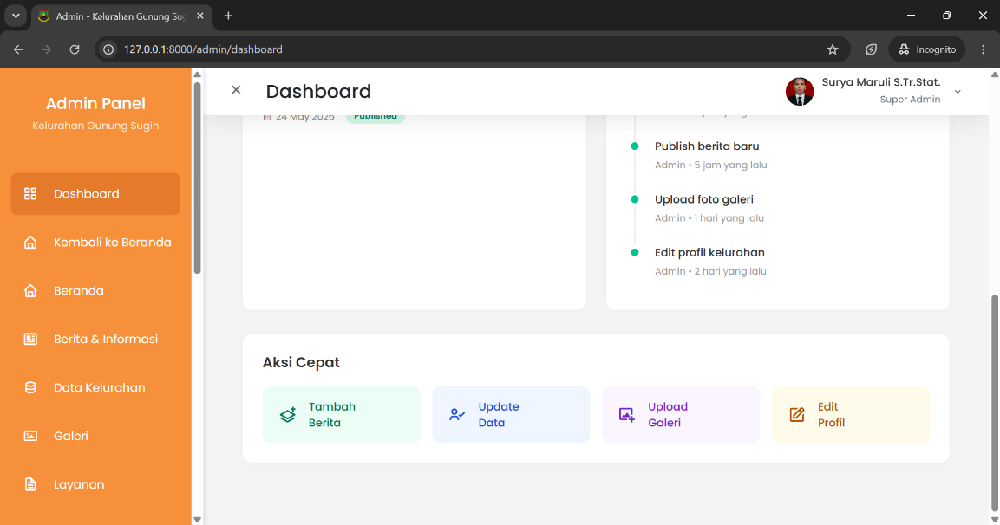 Admin - Kelurahan Gunung Sug
127.0.0.1:8000/admin/dashboard
Incognito
Admin Panel
Kelurahan Gunung Sugih
Dashboard
Kembali ke Beranda
Beranda
Berita & Informasi
Data Kelurahan
Galeri
Layanan
Dashboard
Surya Maruli S.Tr.Stat.
Super Admin
24 May 2026
Published
Publish berita baru
Admin • 5 jam yang lalu
Upload foto galeri
Admin • 1 hari yang lalu
Edit profil kelurahan
Admin • 2 hari yang lalu
Aksi Cepat
Tambah
Berita
Update
Data
Upload
Galeri
Edit
Profil